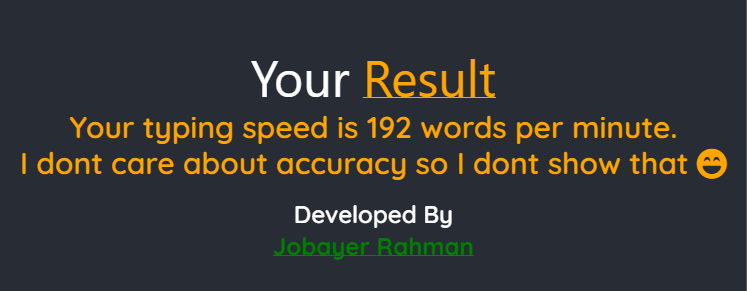 Your Result
Your typing speed is 192 words per minute.
I dont care about accuracy so I dont show that 😄
Developed By
Jobayer Rahman